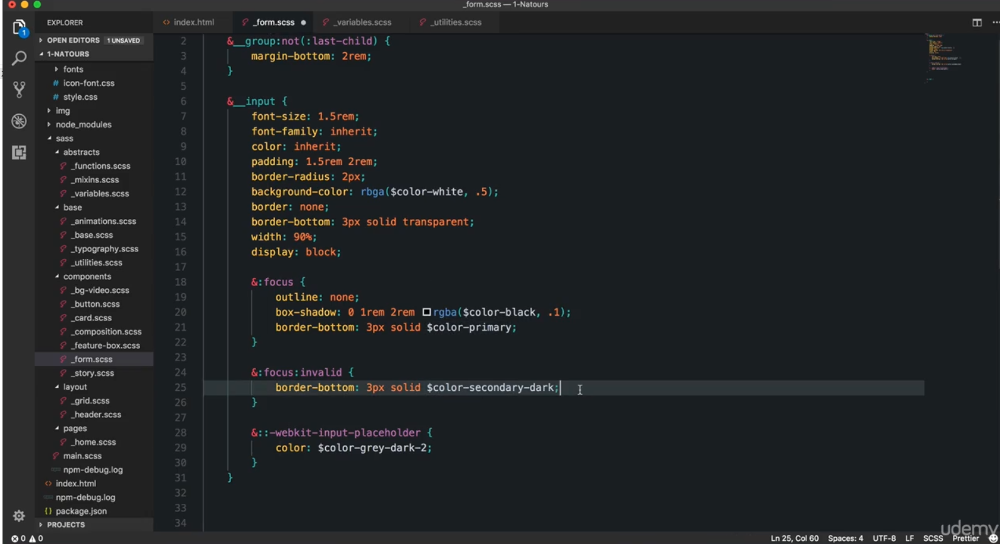 _form.scss — 1-Natours
EXPLORER
index.html
_form.scss
_variables.scss
_utilities.scss
1
OPEN EDITORS 1 UNSAVED
1-NATOURS
fonts
# icon-font.css
# style.css
img
node_modules
sass
abstracts
_functions.scss
_mixins.scss
_variables.scss
base
_animations.scss
_base.scss
_typography.scss
_utilities.scss
components
_bg-video.scss
_button.scss
_card.scss
_composition.scss
_feature-box.scss
_form.scss
_story.scss
layout
_grid.scss
_header.scss
pages
_home.scss
main.scss
npm-debug.log
<> index.html
npm-debug.log
{} package.json
PROJECTS
2 &__group:not(:last-child) {
3 margin-bottom: 2rem;
4 }
5
6 &__input {
7 font-size: 1.5rem;
8 font-family: inherit;
9 color: inherit;
10 padding: 1.5rem 2rem;
11 border-radius: 2px;
12 background-color: rbga($color-white, .5);
13 border: none;
14 border-bottom: 3px solid transparent;
15 width: 90%;
16 display: block;
17
18 &:focus {
19 outline: none;
20 box-shadow: 0 1rem 2rem rgba($color-black, .1);
21 border-bottom: 3px solid $color-primary;
22 }
23
24 &:focus:invalid {
25 border-bottom: 3px solid $color-secondary-dark;
26 }
27
28 &::-webkit-input-placeholder {
29 color: $color-grey-dark-2;
30 }
31 }
32
33
34
udemy
0 0
Ln 25, Col 60 Spaces: 4 UTF-8 LF SCSS Prettier